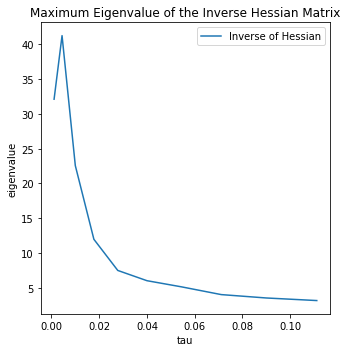 Maximum Eigenvalue of the Inverse Hessian Matrix
Inverse of Hessian
eigenvalue
40
35
30
25
20
15
10
5
0.00 0.02 0.04 0.06 0.08 0.10
tau